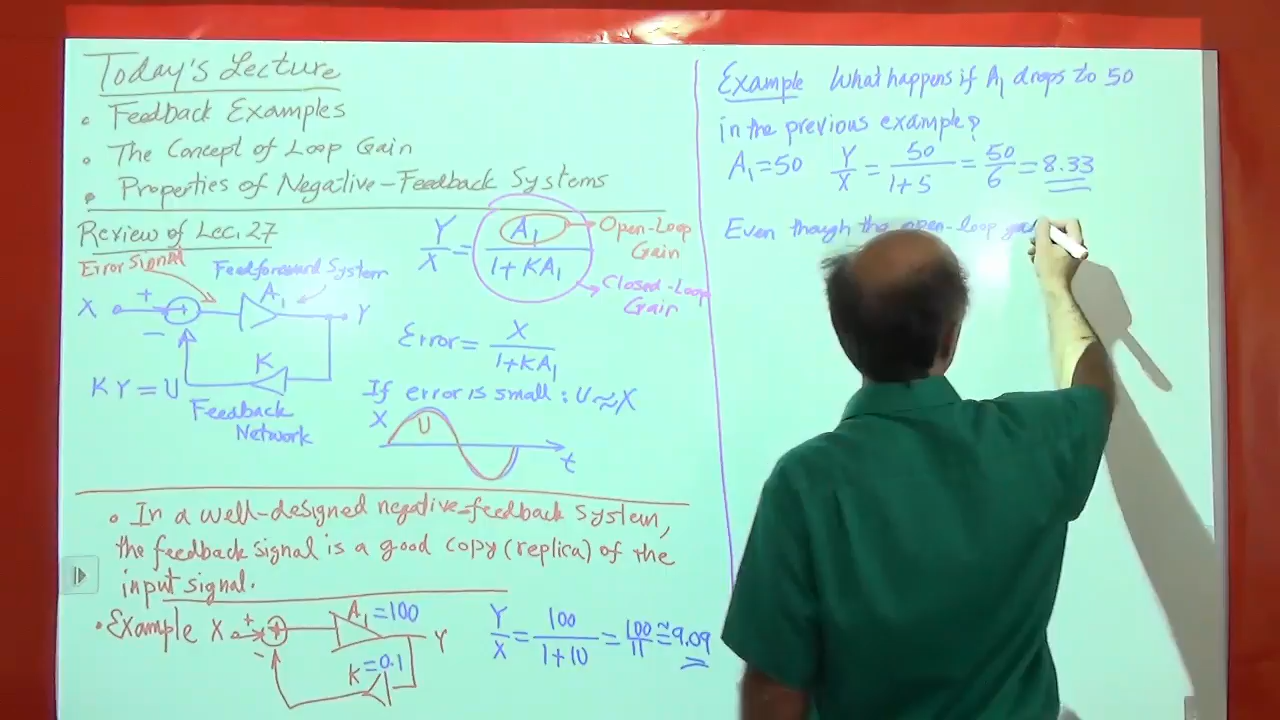 Today's Lecture
• Feedback Examples
• The Concept of Loop Gain
• Properties of Negative-Feedback Systems
Review of Lec. 27
Error Signal
Feedforward System
X + − + A₁ Y
K
KY = U
Feedback
Network
Y/X = A₁/(1+KA₁)
Open-Loop
Gain
Closed-Loop
Gain
Error = X/(1+KA₁)
If error is small : U ≈ X
X U t
• In a well-designed negative-feedback system,
the feedback signal is a good copy (replica) of the
input signal.
• Example X + − + A₁=100 Y
K=0.1
Y/X = 100/(1+10) = 100/11 ≈ 9.09
Example What happens if A₁ drops to 50
in the previous example?
A₁=50 Y/X = 50/(1+5) = 50/6 = 8.33
Even though the open-loop